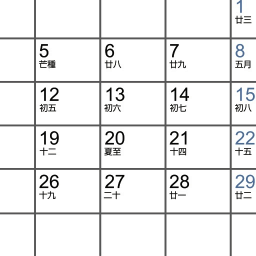 1
廿三
5 6 7 8
芒種 廿八 廿九 五月
12 13 14 15
初五 初六 初七 初八
19 20 21 22
十二 夏至 十四 十五
26 27 28 29
十九 二十 廿一 廿二